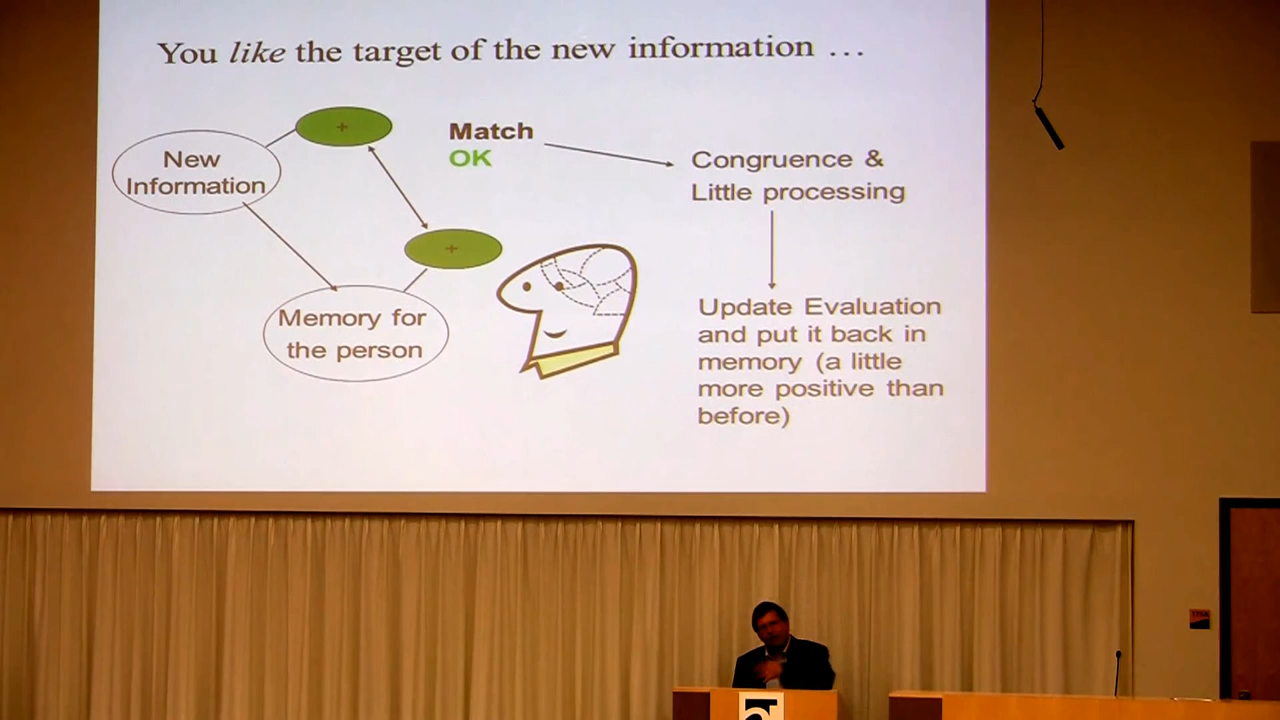 You like the target of the new information …
+
Match
OK
New
Information
Congruence &
Little processing
+
Memory for
the person
Update Evaluation
and put it back in
memory (a little
more positive than
before)